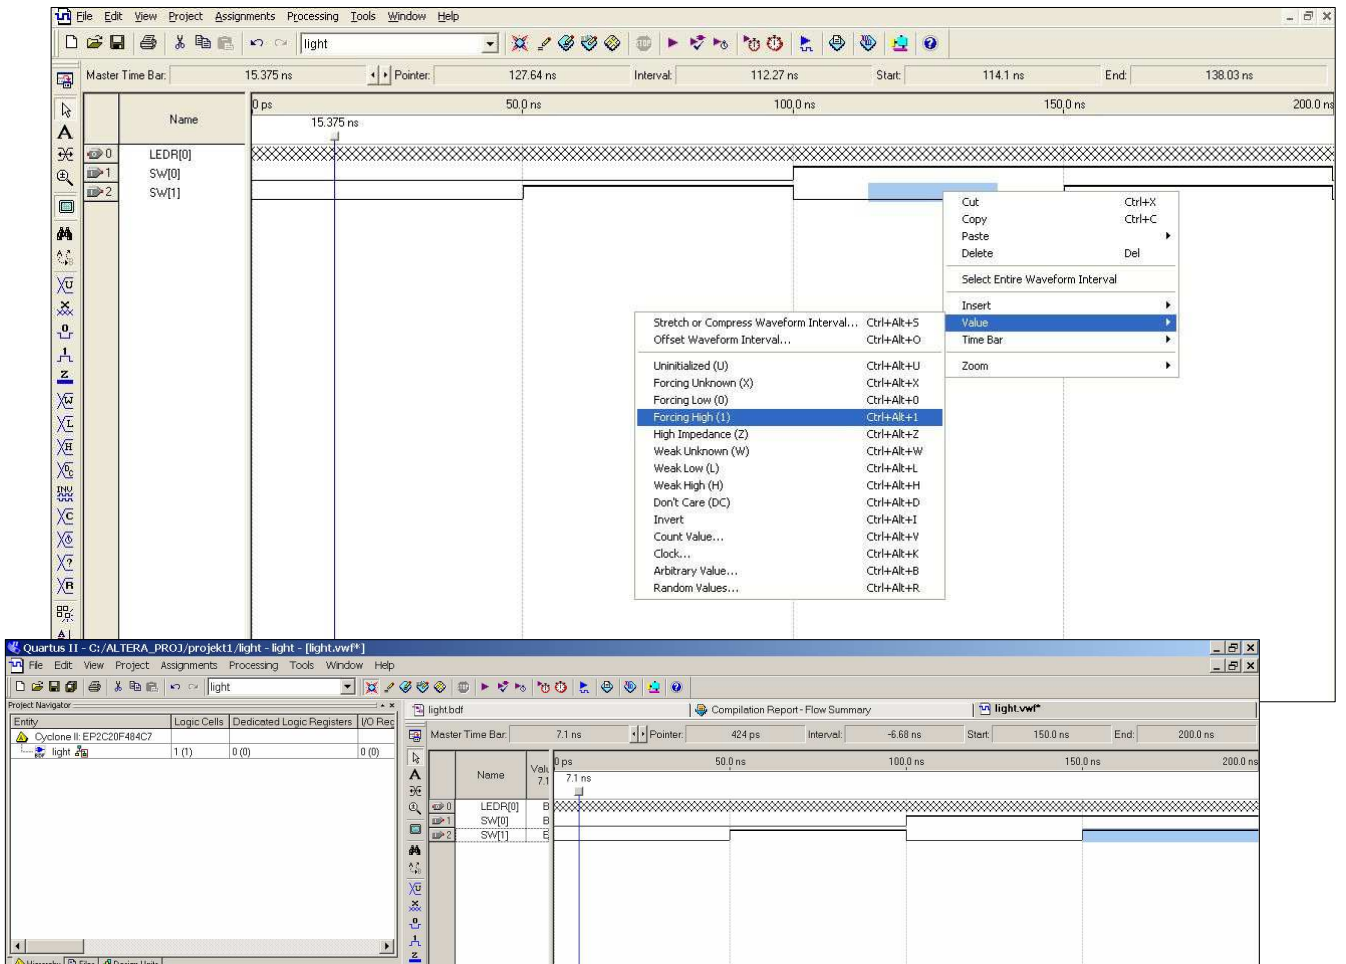 File Edit View Project Assignments Processing Tools Window Help
light
Master Time Bar: 15.375 ns Pointer: 127.64 ns Interval: 112.27 ns Start: 114.1 ns End: 138.03 ns
Name
0 ps 50.0 ns 100.0 ns 150.0 ns 200.0 ns
15.375 ns
0 LEDR[0]
1 SW[0]
2 SW[1]
Cut Ctrl+X
Copy Ctrl+C
Paste
Delete Del
Select Entire Waveform Interval
Insert
Value
Time Bar
Zoom
Stretch or Compress Waveform Interval... Ctrl+Alt+S
Offset Waveform Interval... Ctrl+Alt+O
Uninitialized (U) Ctrl+Alt+U
Forcing Unknown (X) Ctrl+Alt+X
Forcing Low (0) Ctrl+Alt+0
Forcing High (1) Ctrl+Alt+1
High Impedance (Z) Ctrl+Alt+Z
Weak Unknown (W) Ctrl+Alt+W
Weak Low (L) Ctrl+Alt+L
Weak High (H) Ctrl+Alt+H
Don't Care (DC) Ctrl+Alt+D
Invert Ctrl+Alt+I
Count Value... Ctrl+Alt+V
Clock... Ctrl+Alt+K
Arbitrary Value... Ctrl+Alt+B
Random Values... Ctrl+Alt+R
Quartus II - C:/ALTERA_PROJ/projekt1/light - light - [light.vwf*]
File Edit View Project Assignments Processing Tools Window Help
light
Project Navigator
Entity Logic Cells Dedicated Logic Registers I/O Reg
Cyclone II: EP2C20F484C7
light 1 (1) 0 (0) 0 (0)
Hierarchy Files Design Units
light.bdf Compilation Report - Flow Summary light.vwf*
Master Time Bar: 7.1 ns Pointer: 424 ps Interval: -6.68 ns Start: 150.0 ns End: 200.0 ns
Name Valu 7.1
0 ps 50.0 ns 100.0 ns 150.0 ns 200.0 ns
7.1 ns
0 LEDR[0] B
1 SW[0] B
2 SW[1]